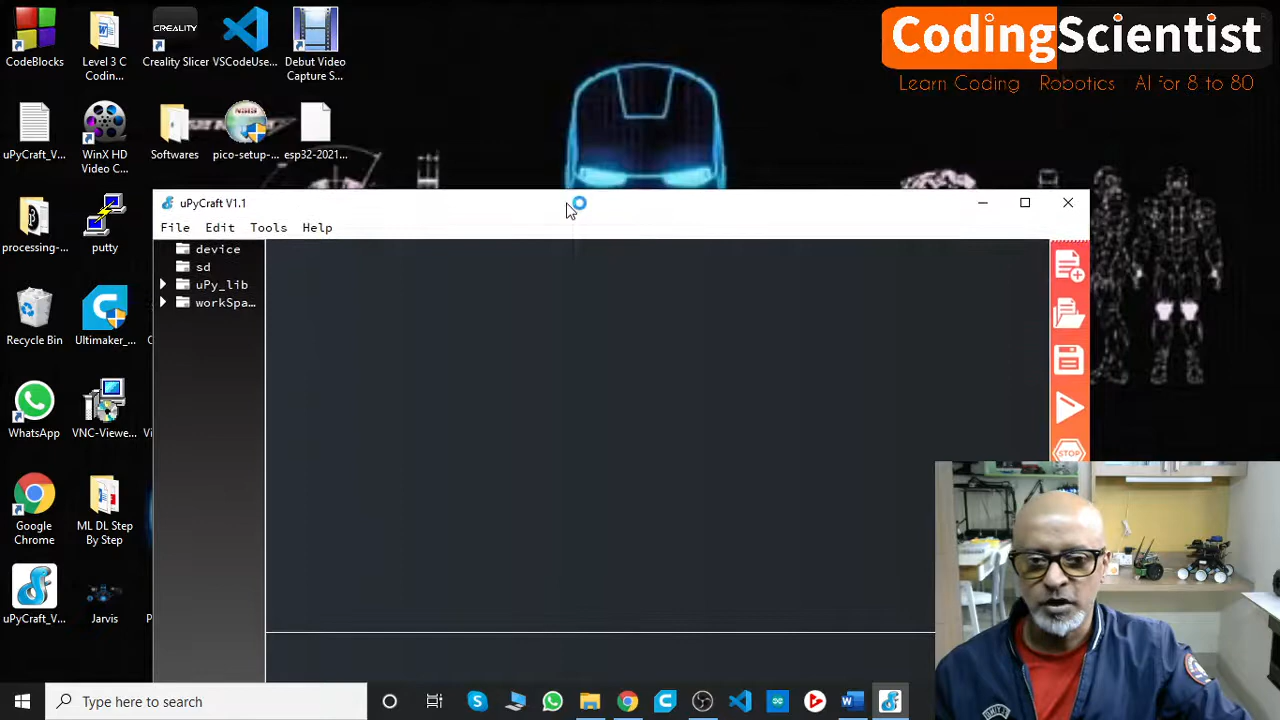 CodeBlocks
Level 3 C
Codin...
CREALITY
Creality Slicer
VSCodeUse...
Debut Video
Capture S...
CodingScientist
Learn Coding Robotics AI for 8 to 80
uPyCraft_V...
WinX HD
Video C...
Softwares
NSIS
pico-setup-...
esp32-2021...
processing-...
putty
uPyCraft V1.1
File Edit Tools Help
device
sd
uPy_lib
workSpa...
Recycle Bin
Ultimaker_...
WhatsApp
VNC-Viewe...
STOP
Google
Chrome
ML DL Step
By Step
uPyCraft_V...
Jarvis
Type here to search